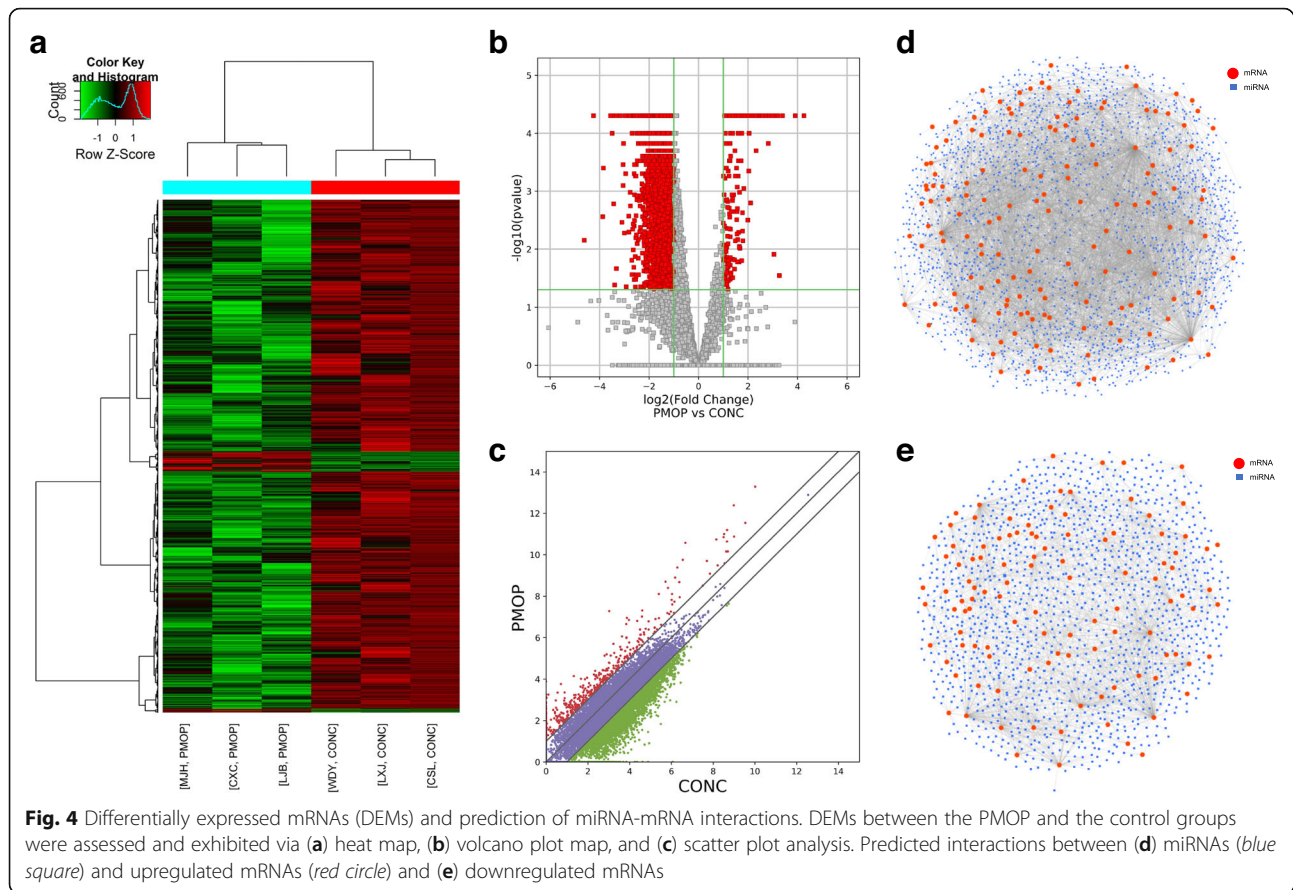 a
Color Key
and Histogram
Count
0 600
-1 0 1
Row Z-Score
[MJH, PMOP]
[CXC, PMOP]
[LJB, PMOP]
[WDY, CONC]
[LXJ, CONC]
[CSL, CONC]
b
5
4
3
2
1
0
-log10(pvalue)
−6 −4 −2 0 2 4 6
log2(Fold Change)
PMOP vs CONC
c
14
12
10
8
6
4
2
0
PMOP
0 2 4 6 8 10 12 14
CONC
d
mRNA
miRNA
e
mRNA
miRNA
Fig. 4 Differentially expressed mRNAs (DEMs) and prediction of miRNA-mRNA interactions. DEMs between the PMOP and the control groups
were assessed and exhibited via (a) heat map, (b) volcano plot map, and (c) scatter plot analysis. Predicted interactions between (d) miRNAs (blue
square) and upregulated mRNAs (red circle) and (e) downregulated mRNAs